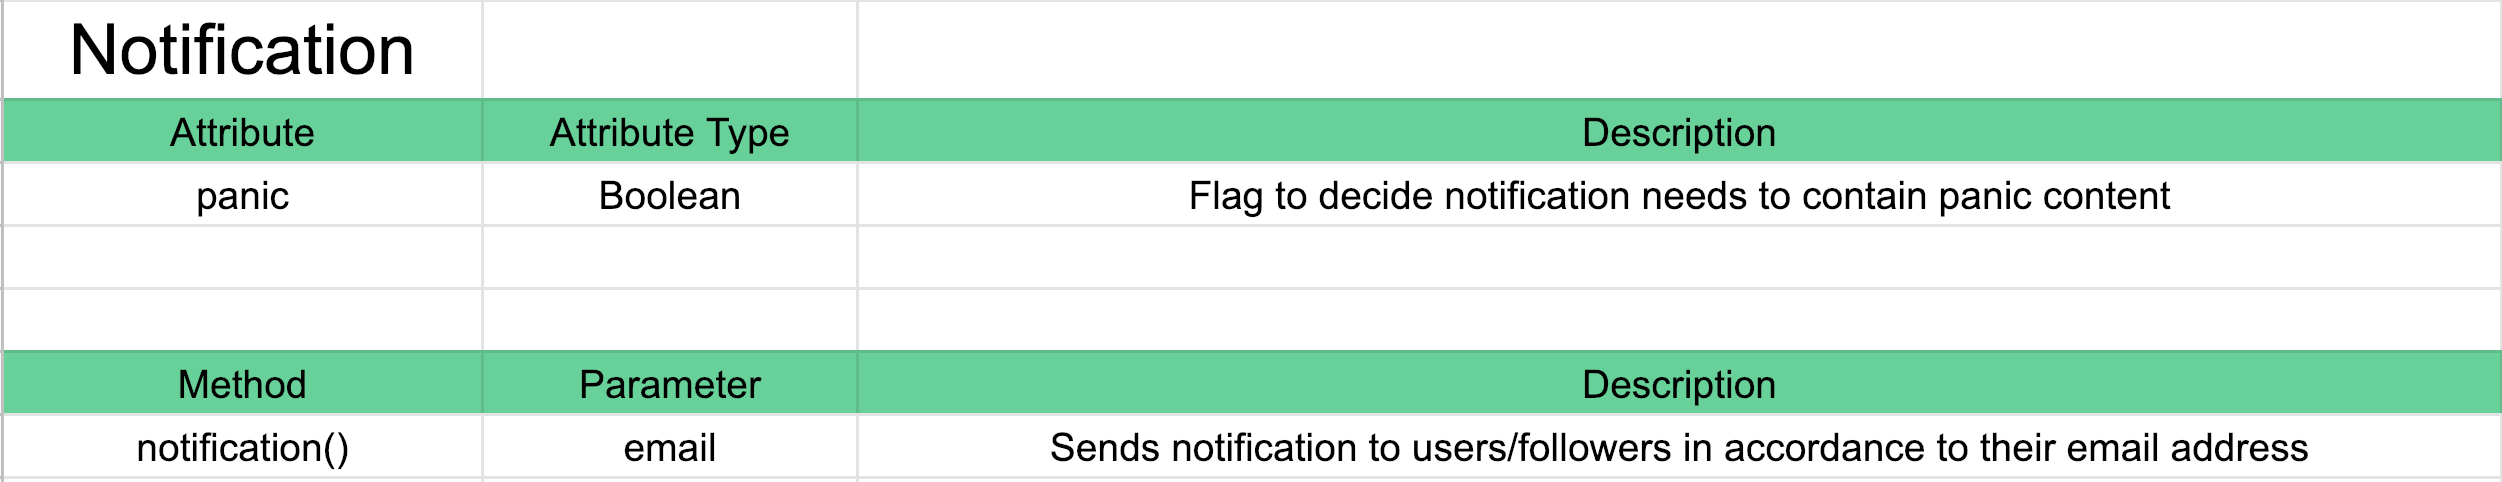 Notification
Attribute Attribute Type Description
panic Boolean Flag to decide notification needs to contain panic content
Method Parameter Description
notification() email Sends notification to users/followers in accordance to their email address